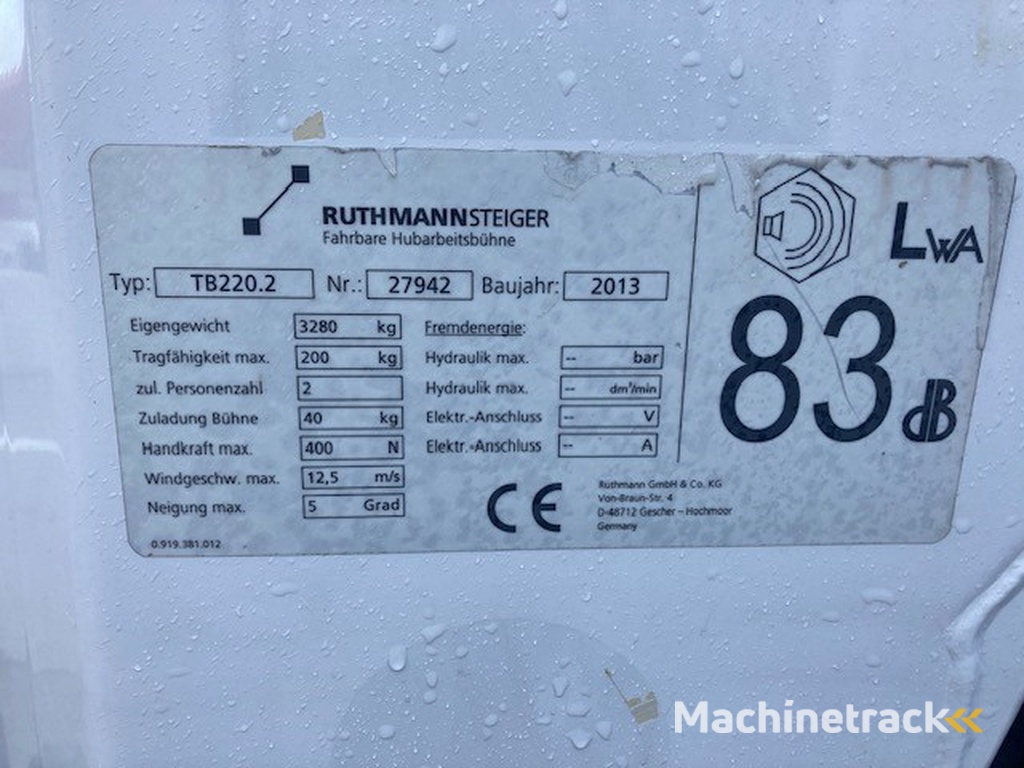 RUTHMANNSTEIGER
Fahrbare Hubarbeitsbühne
Typ: TB220.2 Nr.: 27942 Baujahr: 2013
Eigengewicht 3280 kg
Tragfähigkeit max. 200 kg
zul. Personenzahl 2
Zuladung Bühne 40 kg
Handkraft max. 400 N
Windgeschw. max. 12,5 m/s
Neigung max. 5 Grad
0.919.381.012
Fremdenergie:
Hydraulik max. -- bar
Hydraulik max. -- dm³/min
Elektr.-Anschluss -- V
Elektr.-Anschluss -- A
CE
Ruthmann GmbH & Co. KG
Von-Braun-Str. 4
D-48712 Gescher – Hochmoor
Germany
LWA
83 dB
Machinetrack